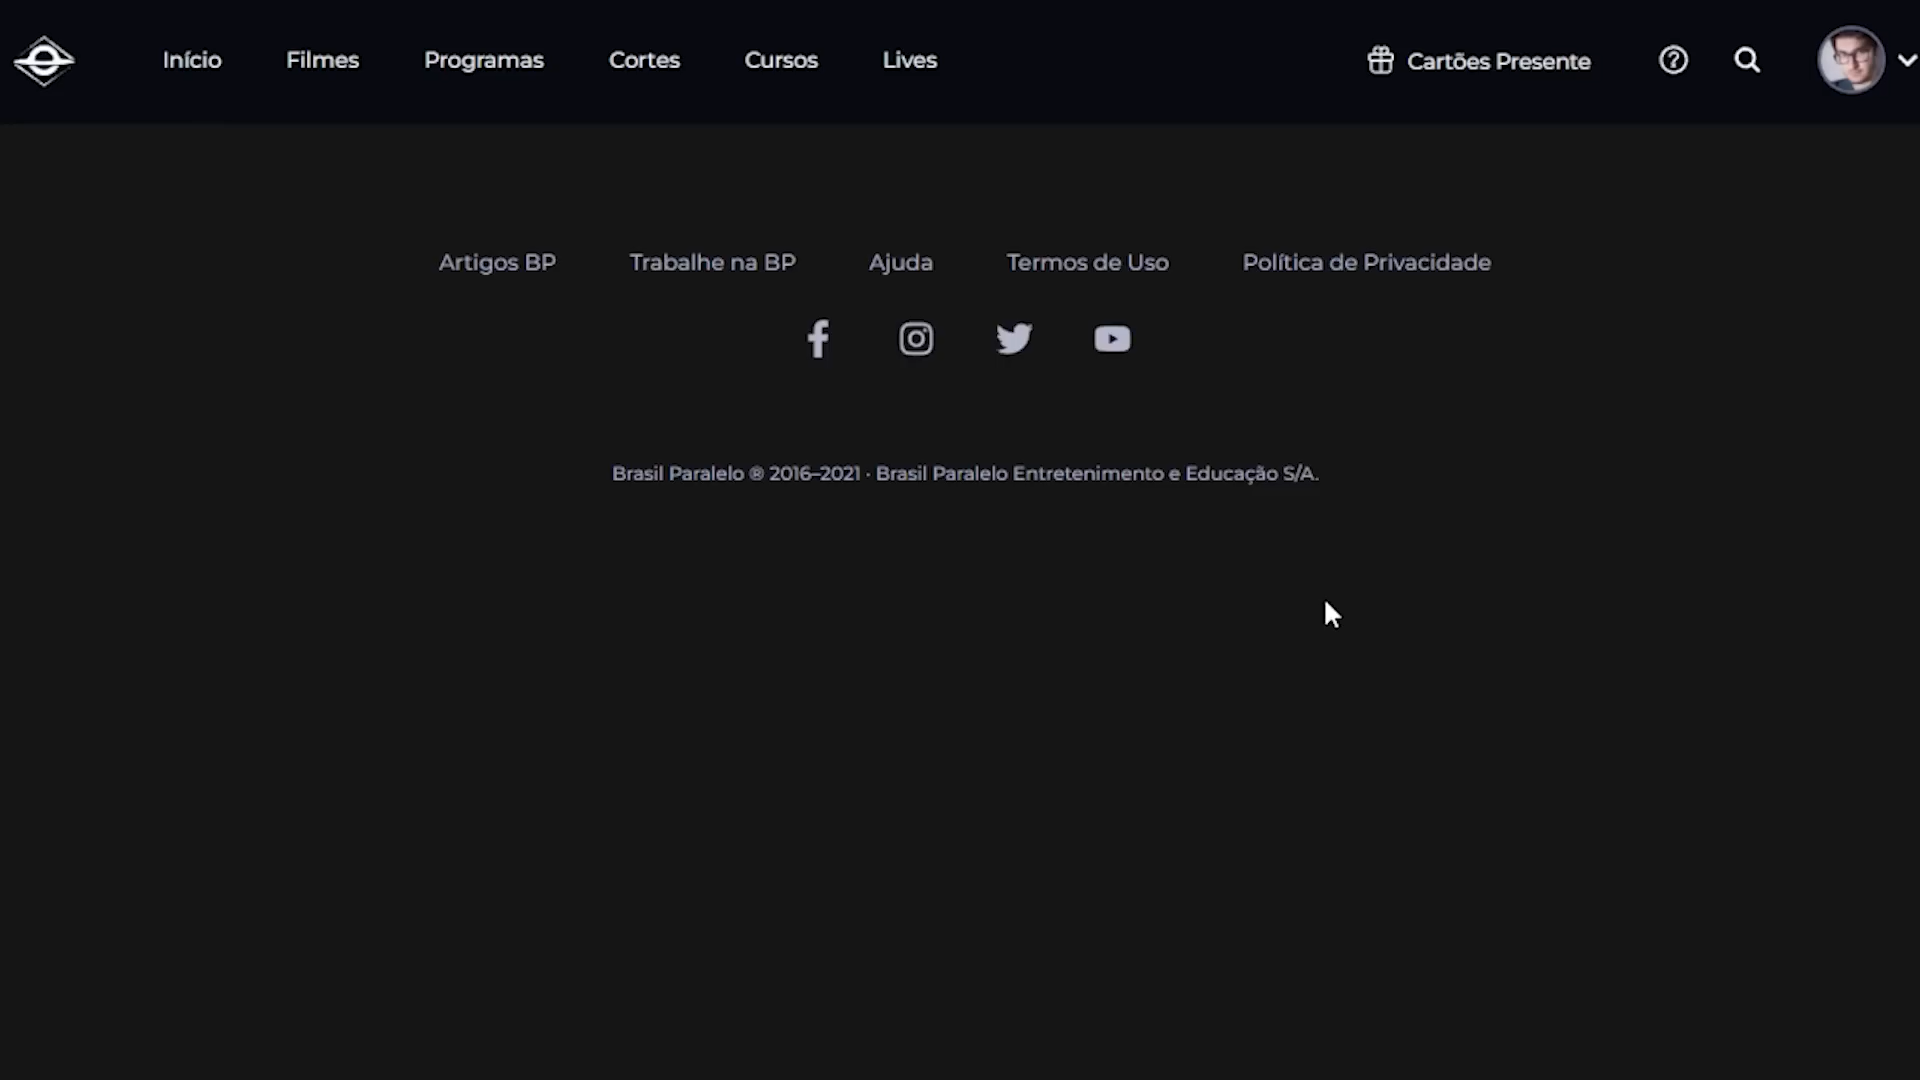 Início Filmes Programas Cortes Cursos Lives Cartões Presente
Artigos BP Trabalhe na BP Ajuda Termos de Uso Política de Privacidade
Brasil Paralelo ® 2016–2021 · Brasil Paralelo Entretenimento e Educação S/A.